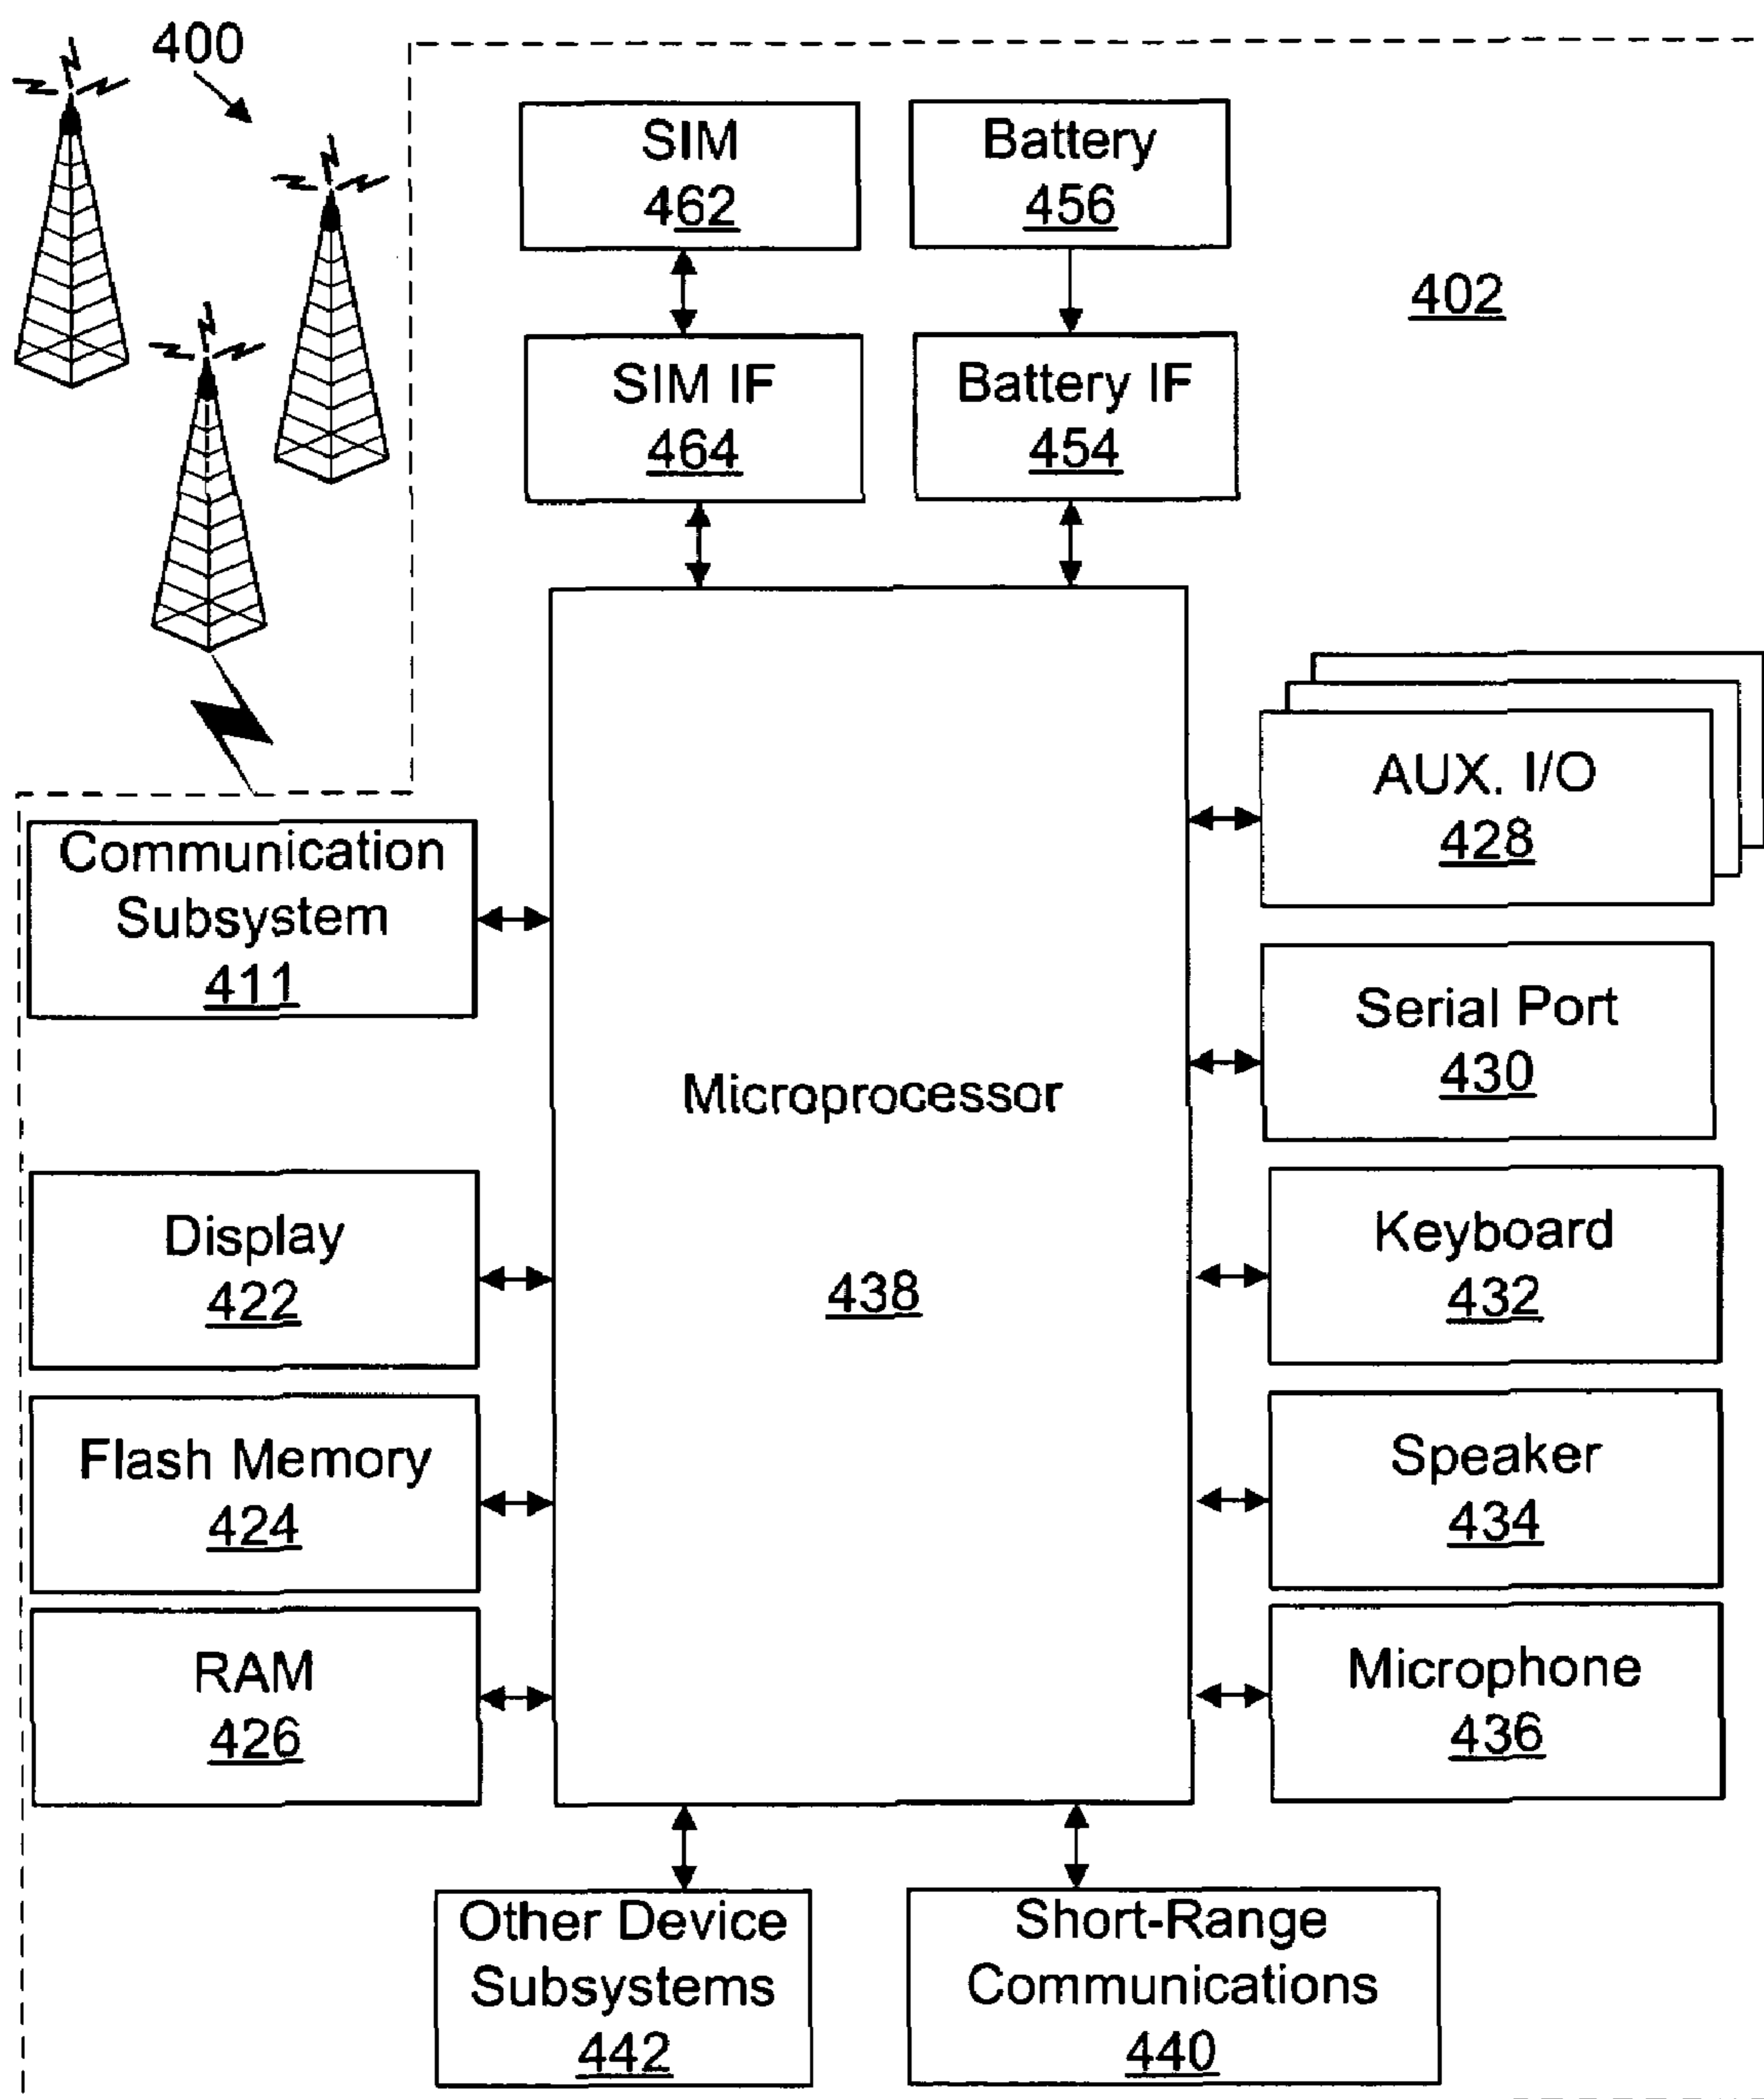 400
SIM
462
Battery
456
402
SIM IF
464
Battery IF
454
AUX. I/O
428
Communication
Subsystem
411
Serial Port
430
Microprocessor
438
Display
422
Keyboard
432
Flash Memory
424
Speaker
434
RAM
426
Microphone
436
Other Device
Subsystems
442
Short-Range
Communications
440